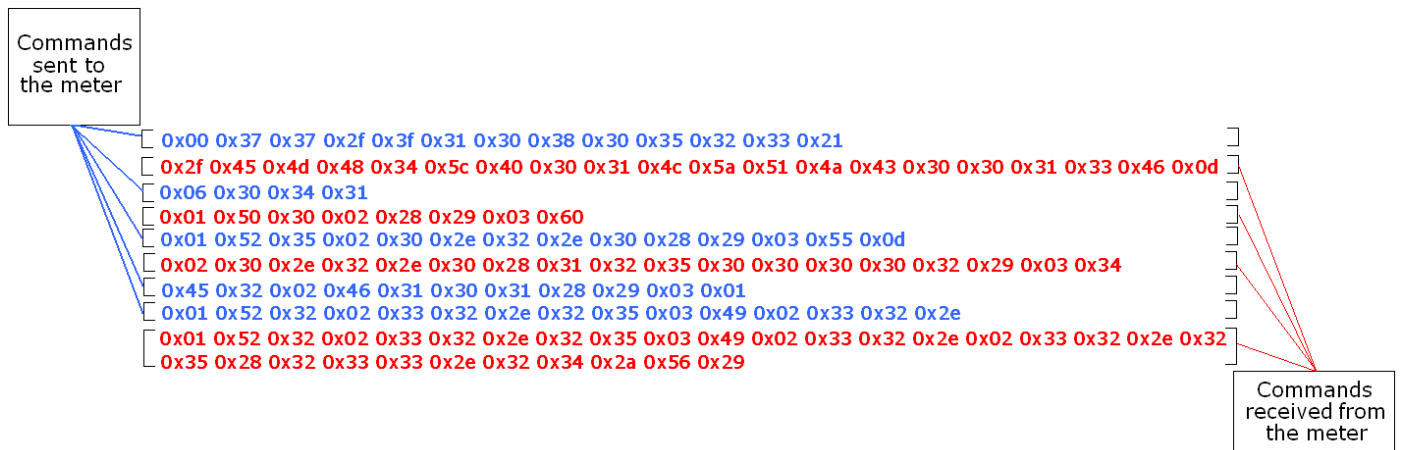 Commands
sent to
the meter
0x00 0x37 0x37 0x2f 0x3f 0x31 0x30 0x38 0x30 0x35 0x32 0x33 0x21
0x2f 0x45 0x4d 0x48 0x34 0x5c 0x40 0x30 0x31 0x4c 0x5a 0x51 0x4a 0x43 0x30 0x30 0x31 0x33 0x46 0x0d
0x06 0x30 0x34 0x31
0x01 0x50 0x30 0x02 0x28 0x29 0x03 0x60
0x01 0x52 0x35 0x02 0x30 0x2e 0x32 0x2e 0x30 0x28 0x29 0x03 0x55 0x0d
0x02 0x30 0x2e 0x32 0x2e 0x30 0x28 0x31 0x32 0x35 0x30 0x30 0x30 0x30 0x32 0x29 0x03 0x34
0x45 0x32 0x02 0x46 0x31 0x30 0x31 0x28 0x29 0x03 0x01
0x01 0x52 0x32 0x02 0x33 0x32 0x2e 0x32 0x35 0x03 0x49 0x02 0x33 0x32 0x2e
0x01 0x52 0x32 0x02 0x33 0x32 0x2e 0x32 0x35 0x03 0x49 0x02 0x33 0x32 0x2e 0x02 0x33 0x32 0x2e 0x32
0x35 0x28 0x32 0x33 0x33 0x2e 0x32 0x34 0x2a 0x56 0x29
Commands
received from
the meter